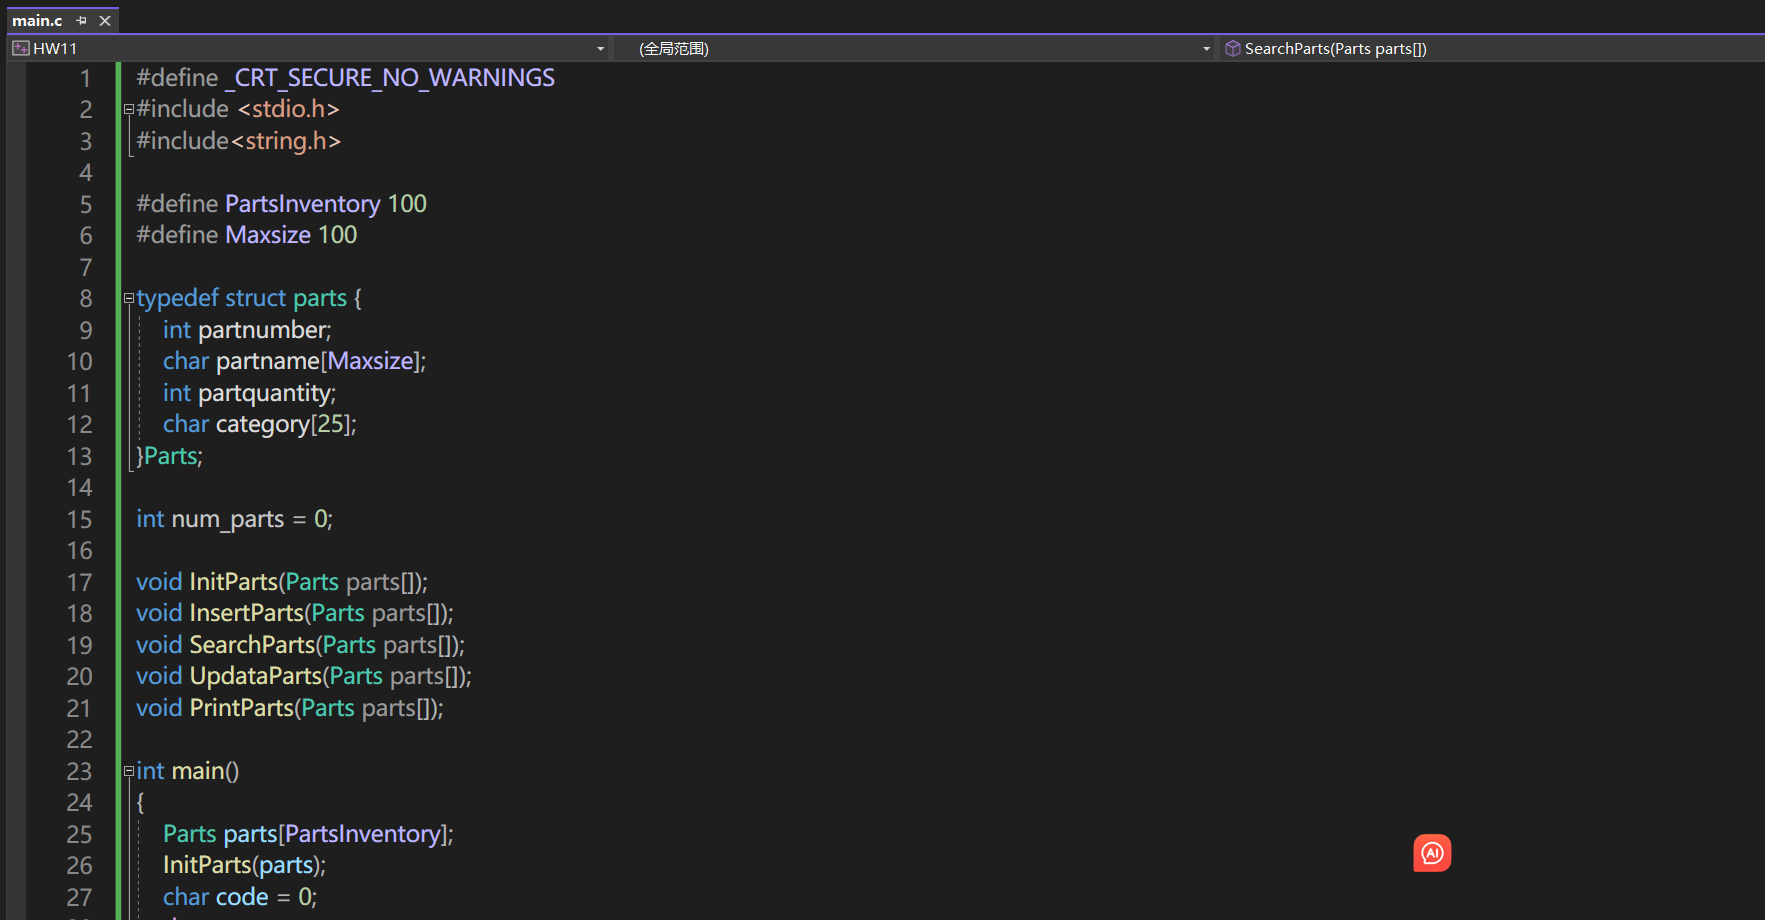 main.c
HW11 (全局范围) SearchParts(Parts parts[])
1 #define _CRT_SECURE_NO_WARNINGS
2 #include <stdio.h>
3 #include<string.h>
4
5 #define PartsInventory 100
6 #define Maxsize 100
7
8 typedef struct parts {
9 int partnumber;
10 char partname[Maxsize];
11 int partquantity;
12 char category[25];
13 }Parts;
14
15 int num_parts = 0;
16
17 void InitParts(Parts parts[]);
18 void InsertParts(Parts parts[]);
19 void SearchParts(Parts parts[]);
20 void UpdataParts(Parts parts[]);
21 void PrintParts(Parts parts[]);
22
23 int main()
24 {
25 Parts parts[PartsInventory];
26 InitParts(parts);
27 char code = 0;
AI